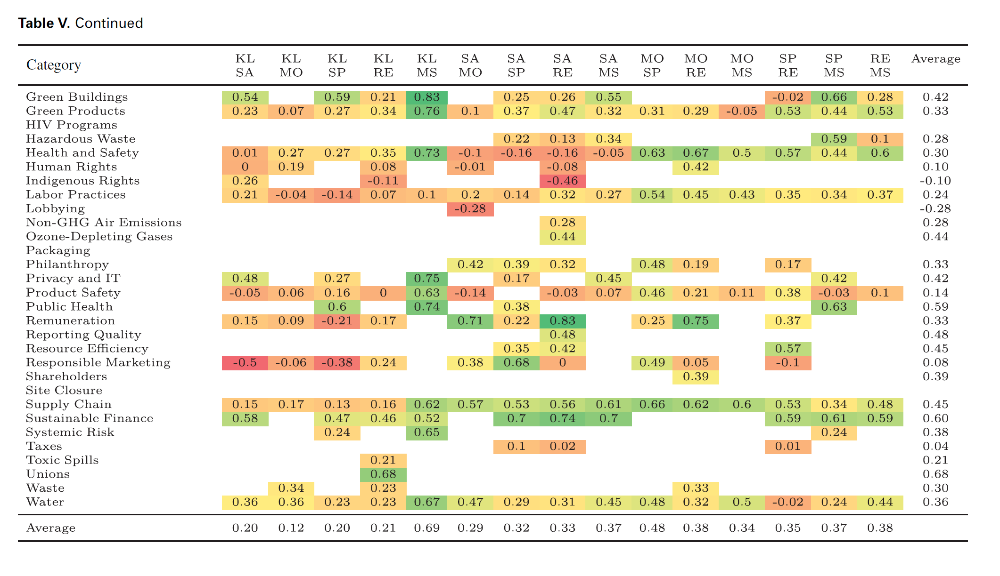 Table V. Continued
Category KL SA KL MO KL SP KL RE KL MS SA MO SA SP SA RE SA MS MO SP MO RE MO MS SP RE SP MS RE MS Average
Green Buildings 0.54 0.59 0.21 0.83 0.25 0.26 0.55 -0.02 0.66 0.28 0.42
Green Products 0.23 0.07 0.27 0.34 0.76 0.1 0.37 0.47 0.32 0.31 0.29 -0.05 0.53 0.44 0.53 0.33
HIV Programs
Hazardous Waste 0.22 0.13 0.34 0.59 0.1 0.28
Health and Safety 0.01 0.27 0.27 0.35 0.73 -0.1 -0.16 -0.16 -0.05 0.63 0.67 0.5 0.57 0.44 0.6 0.30
Human Rights 0 0.19 0.08 -0.01 -0.08 0.42 0.10
Indigenous Rights 0.26 -0.11 -0.46 -0.10
Labor Practices 0.21 -0.04 -0.14 0.07 0.1 0.2 0.14 0.32 0.27 0.54 0.45 0.43 0.35 0.34 0.37 0.24
Lobbying -0.28 -0.28
Non-GHG Air Emissions 0.28 0.28
Ozone-Depleting Gases 0.44 0.44
Packaging
Philanthropy 0.42 0.39 0.32 0.48 0.19 0.17 0.33
Privacy and IT 0.48 0.27 0.75 0.17 0.45 0.42 0.42
Product Safety -0.05 0.06 0.16 0 0.63 -0.14 -0.03 0.07 0.46 0.21 0.11 0.38 -0.03 0.1 0.14
Public Health 0.6 0.74 0.38 0.63 0.59
Remuneration 0.15 0.09 -0.21 0.17 0.71 0.22 0.83 0.25 0.75 0.37 0.33
Reporting Quality 0.48 0.48
Resource Efficiency 0.35 0.42 0.57 0.45
Responsible Marketing -0.5 -0.06 -0.38 0.24 0.38 0.68 0 0.49 0.05 -0.1 0.08
Shareholders 0.39 0.39
Site Closure
Supply Chain 0.15 0.17 0.13 0.16 0.62 0.57 0.53 0.56 0.61 0.66 0.62 0.6 0.53 0.34 0.48 0.45
Sustainable Finance 0.58 0.47 0.46 0.52 0.7 0.74 0.7 0.59 0.61 0.59 0.60
Systemic Risk 0.24 0.65 0.24 0.38
Taxes 0.1 0.02 0.01 0.04
Toxic Spills 0.21 0.21
Unions 0.68 0.68
Waste 0.34 0.23 0.33 0.30
Water 0.36 0.36 0.23 0.23 0.67 0.47 0.29 0.31 0.45 0.48 0.32 0.5 -0.02 0.24 0.44 0.36
Average 0.20 0.12 0.20 0.21 0.69 0.29 0.32 0.33 0.37 0.48 0.38 0.34 0.35 0.37 0.38